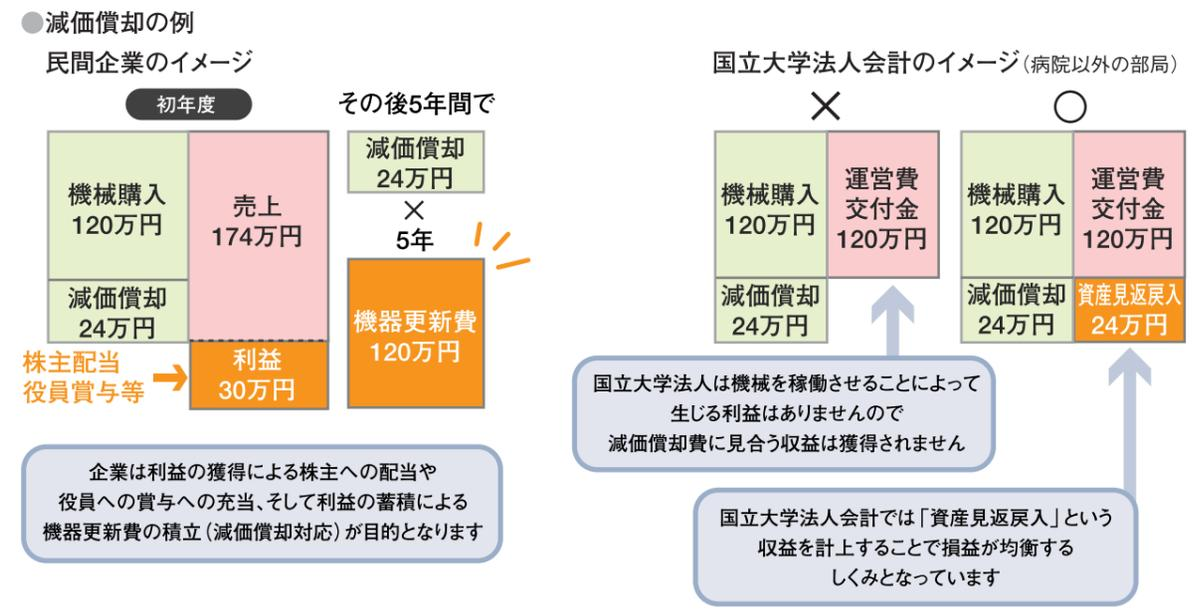 ●減価償却の例
民間企業のイメージ
初年度
機械購入
120万円
減価償却
24万円
売上
174万円
利益
30万円
株主配当
役員賞与等
その後5年間で
減価償却
24万円
×
5年
機器更新費
120万円
企業は利益の獲得による株主への配当や
役員への賞与への充当、そして利益の蓄積による
機器更新費の積立（減価償却対応）が目的となります
国立大学法人会計のイメージ（病院以外の部局）
×
機械購入
120万円
減価償却
24万円
運営費
交付金
120万円
○
機械購入
120万円
減価償却
24万円
運営費
交付金
120万円
資産見返戻入
24万円
国立大学法人は機械を稼働させることによって
生じる利益はありませんので
減価償却費に見合う収益は獲得されません
国立大学法人会計では「資産見返戻入」という
収益を計上することで損益が均衡する
しくみとなっています